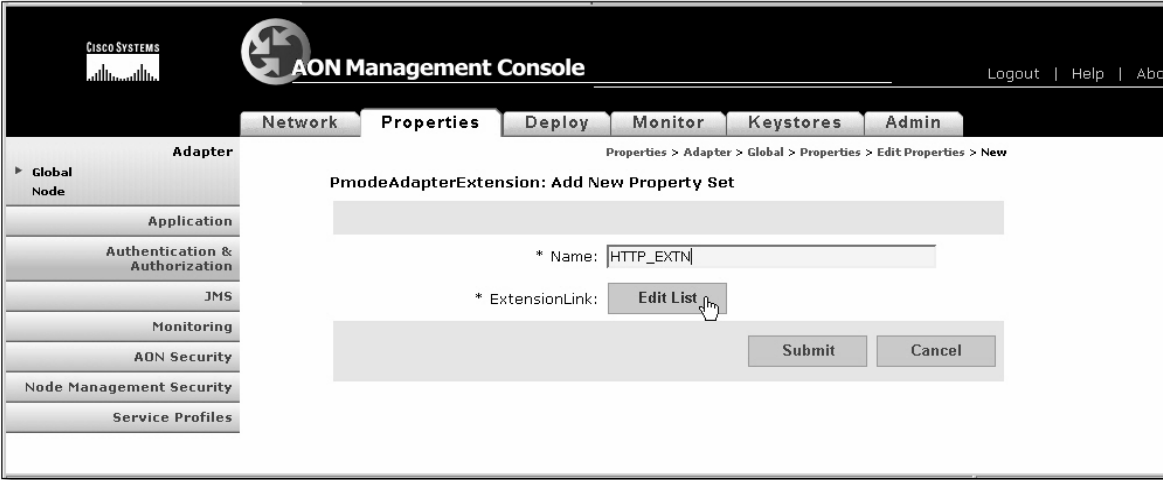 CISCO SYSTEMS
AON Management Console
Logout | Help | Abo
Network Properties Deploy Monitor Keystores Admin
Adapter
Global
Node
Application
Authentication &
Authorization
JMS
Monitoring
AON Security
Node Management Security
Service Profiles
Properties > Adapter > Global > Properties > Edit Properties > New
PmodeAdapterExtension: Add New Property Set
* Name: HTTP_EXTN
* ExtensionLink: Edit List
Submit Cancel